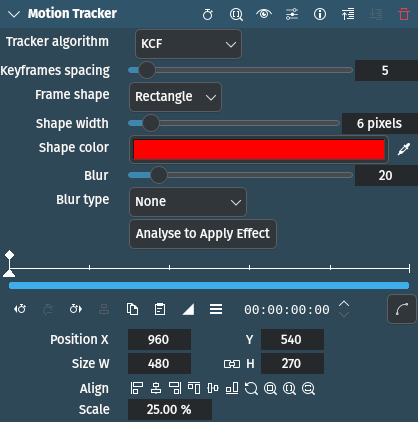 Motion Tracker
Tracker algorithm KCF
Keyframes spacing 5
Frame shape Rectangle
Shape width 6 pixels
Shape color
Blur 20
Blur type None
Analyse to Apply Effect
00:00:00:00
Position X 960 Y 540
Size W 480 H 270
Align
Scale 25.00 %